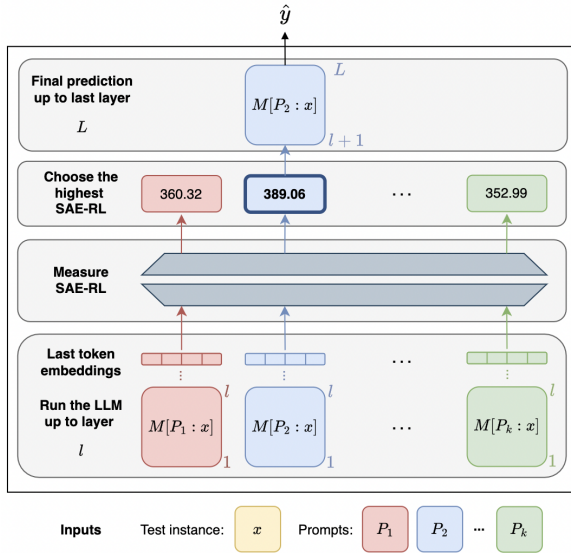 ŷ
Final prediction
up to last layer
L
M[P₂ : x]
L
l + 1
Choose the
highest
SAE-RL
360.32
389.06
...
352.99
Measure
SAE-RL
Last token
embeddings
...
Run the LLM
up to layer
l
M[P₁ : x]
l
1
M[P₂ : x]
l
1
...
M[Pₖ : x]
l
1
Inputs
Test instance:
x
Prompts:
P₁
P₂
...
Pₖ